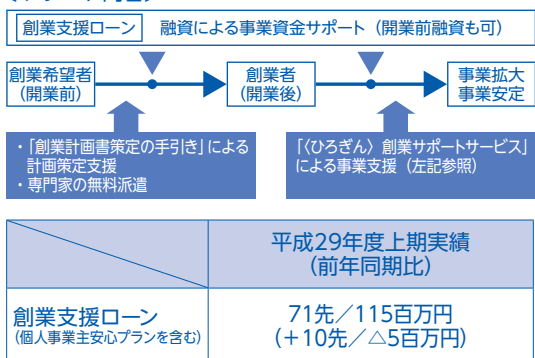 創業支援ローン 融資による事業資金サポート（開業前融資も可）
創業希望者
（開業前）
創業者
（開業後）
事業拡大
事業安定
・「創業計画書策定の手引き」による
計画策定支援
・専門家の無料派遣
「〈ひろぎん〉創業サポートサービス」
による事業支援（左記参照）
平成29年度上期実績
（前年同期比）
創業支援ローン
（個人事業主安心プランを含む）
71先／115百万円
（＋10先／△5百万円）